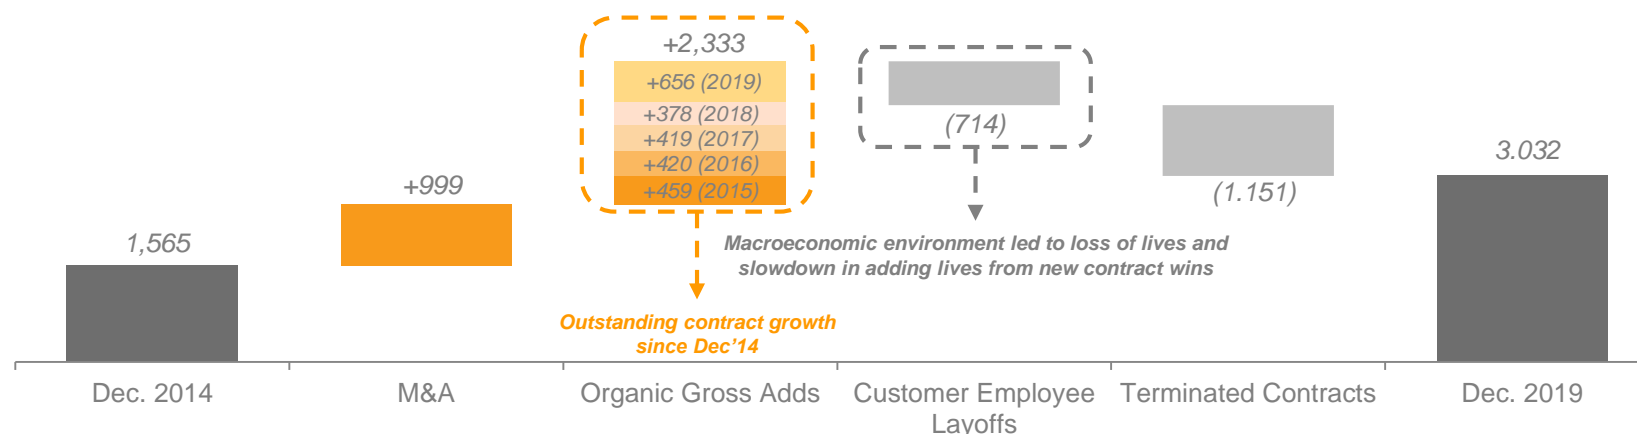 +2,333
+656 (2019)
+378 (2018)
+419 (2017)
+420 (2016)
+459 (2015)
(714)
3.032
+999
(1.151)
1,565
Macroeconomic environment led to loss of lives and
slowdown in adding lives from new contract wins
Outstanding contract growth
since Dec'14
Dec. 2014
M&A
Organic Gross Adds
Customer Employee
Layoffs
Terminated Contracts
Dec. 2019